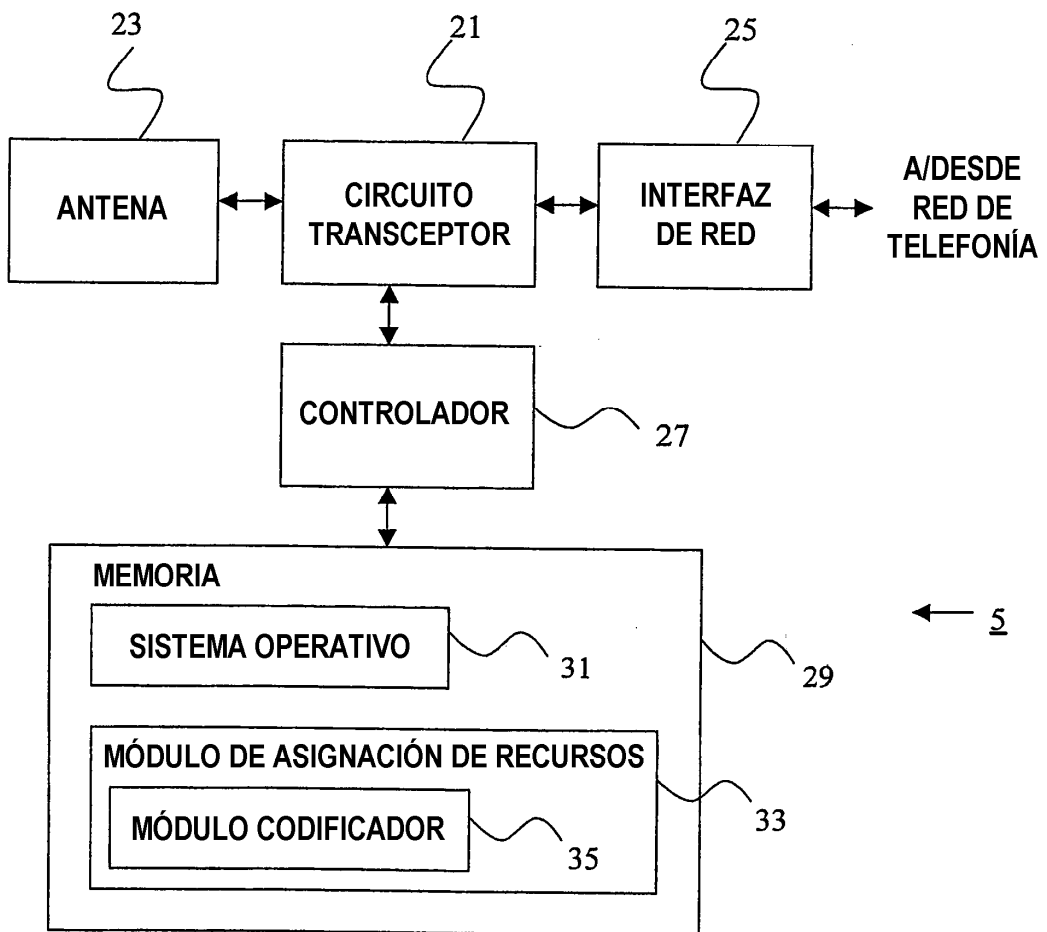 23
21
25
ANTENA
CIRCUITO
TRANSCEPTOR
INTERFAZ
DE RED
A/DESDE
RED DE
TELEFONÍA
CONTROLADOR
27
MEMORIA
SISTEMA OPERATIVO
31
29
5
MÓDULO DE ASIGNACIÓN DE RECURSOS
33
MÓDULO CODIFICADOR
35